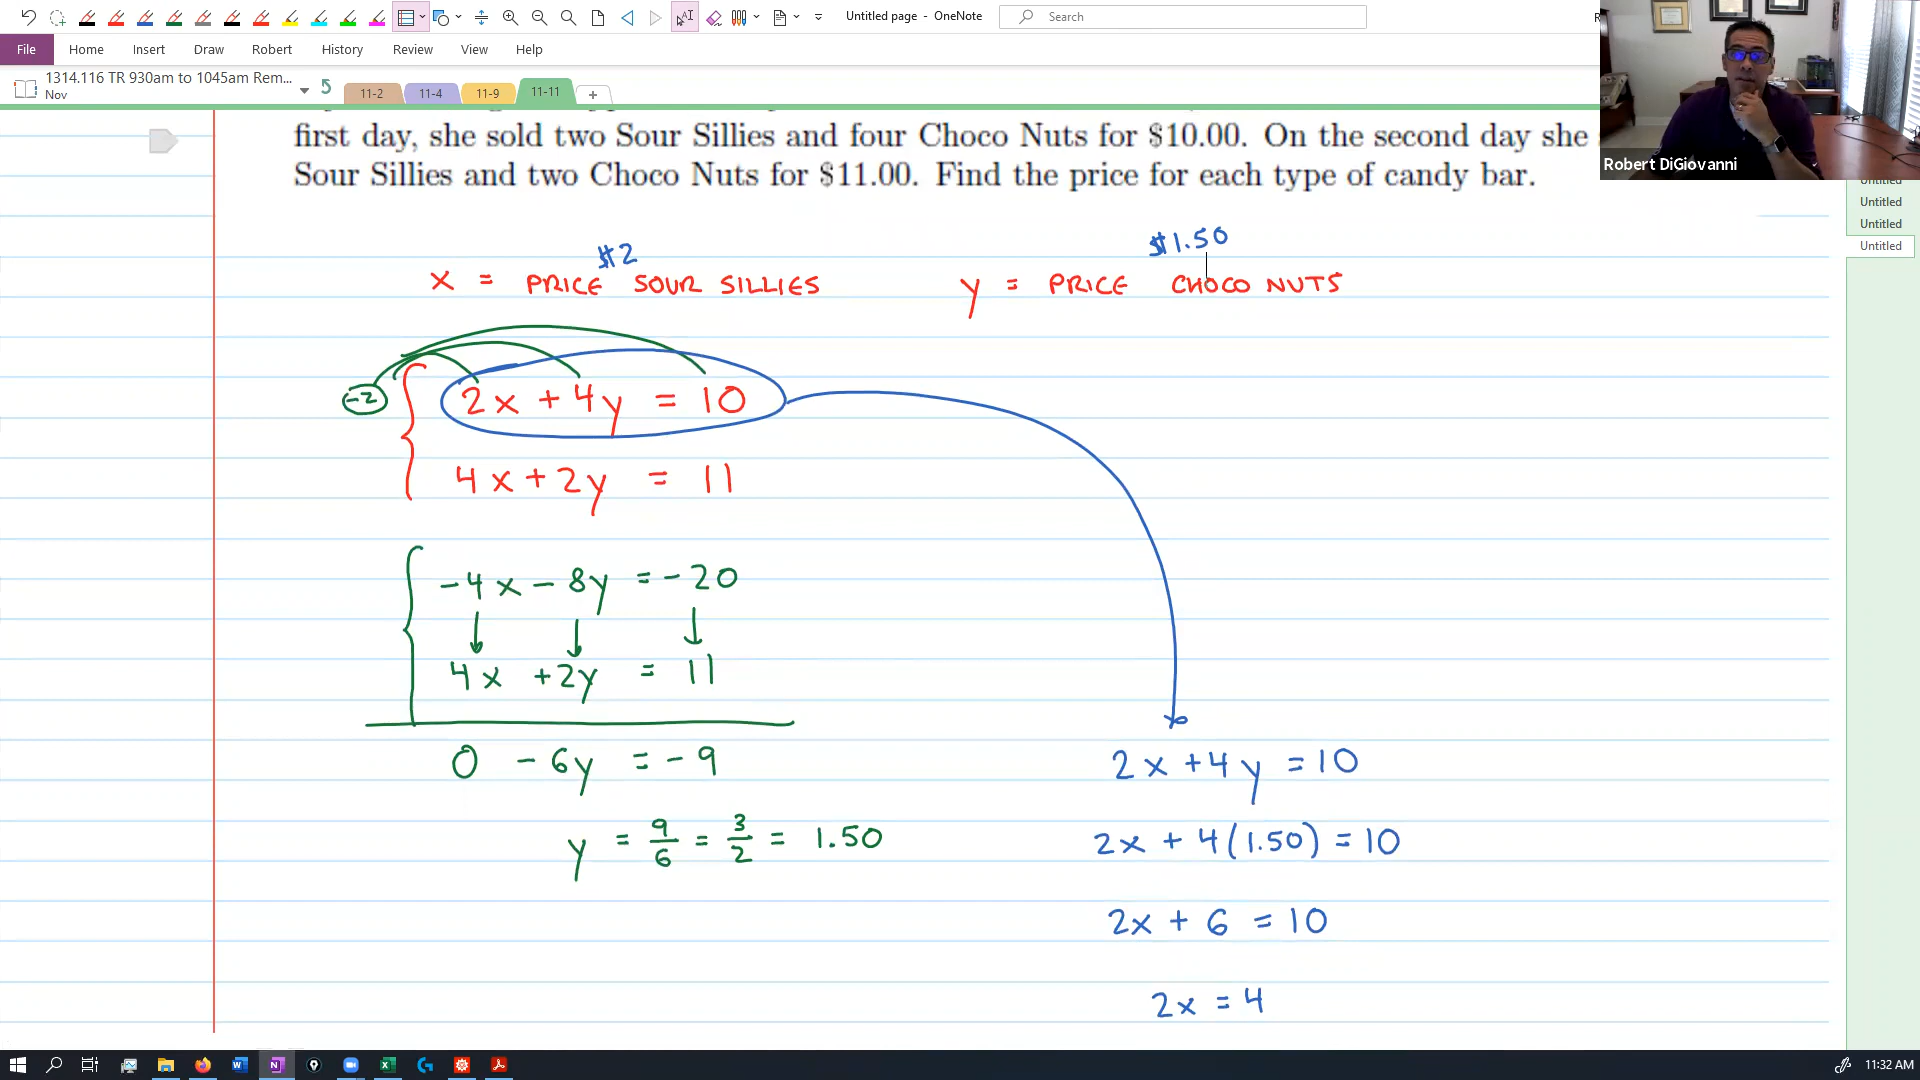 Untitled page - OneNote
Search
File Home Insert Draw Robert History Review View Help
1314.116 TR 930am to 1045am Rem...
Nov
11-2 11-4 11-9 11-11
first day, she sold two Sour Sillies and four Choco Nuts for $10.00. On the second day she
Sour Sillies and two Choco Nuts for $11.00. Find the price for each type of candy bar.
Robert DiGiovanni
Untitled
Untitled
Untitled
Untitled
$2
$1.50
x = PRICE SOUR SILLIES
y = PRICE CHOCO NUTS
-2
2x + 4y = 10
4x + 2y = 11
-4x - 8y = -20
4x + 2y = 11
0 - 6y = -9
y = 9/6 = 3/2 = 1.50
2x + 4y = 10
2x + 4(1.50) = 10
2x + 6 = 10
2x = 4
11:32 AM